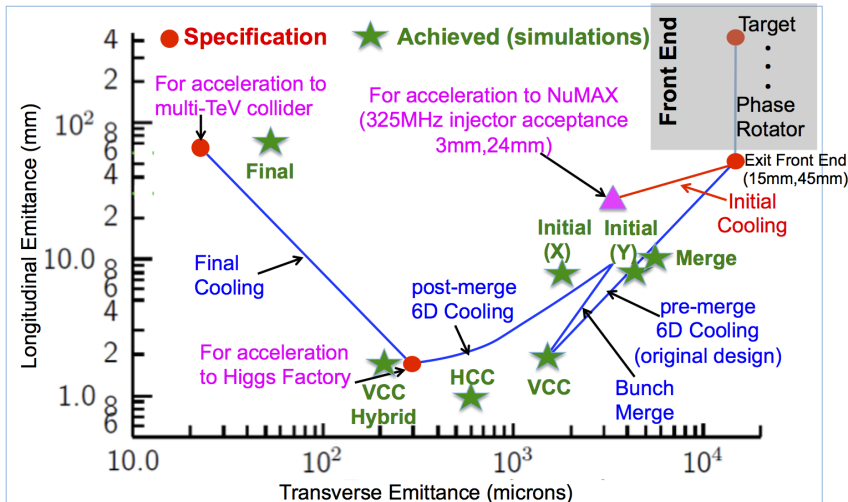 Specification
Achieved (simulations)
Front End
Target
Phase
Rotator
For acceleration to
multi-TeV collider
For acceleration to NuMAX
(325MHz injector acceptance
3mm,24mm)
Exit Front End
(15mm,45mm)
Final
Initial
Cooling
Initial
(X)
Initial
(Y)
Merge
Final
Cooling
post-merge
6D Cooling
pre-merge
6D Cooling
(original design)
For acceleration
to Higgs Factory
VCC
Hybrid
HCC
VCC
Bunch
Merge
Longitudinal Emittance (mm)
4
2
10²
8
6
4
2
10.0
8
6
4
2
1.0
8
6
10.0
10²
10³
10⁴
Transverse Emittance (microns)